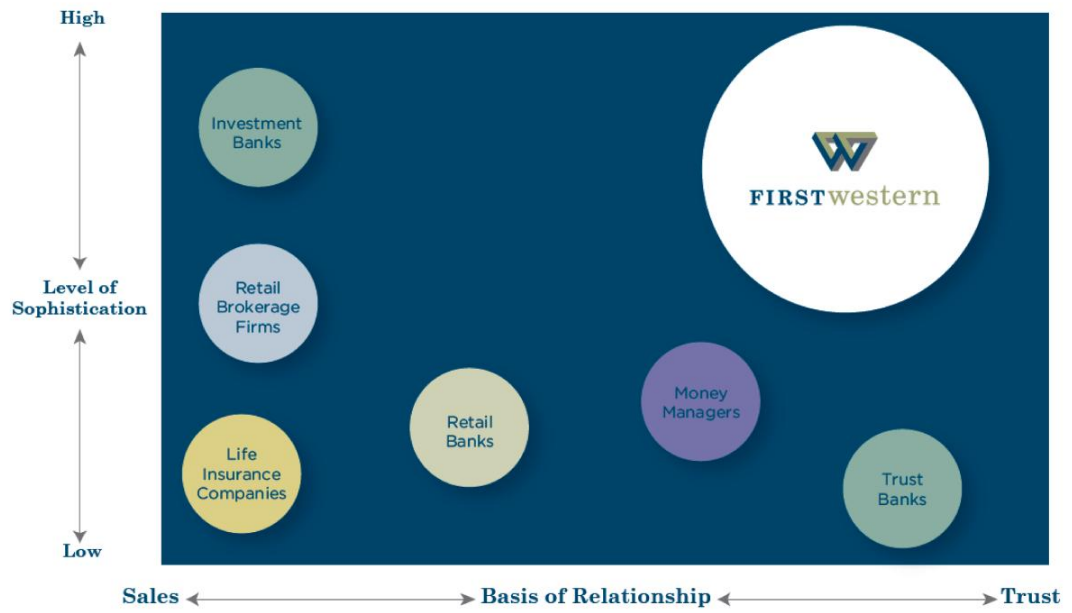 High
Investment
Banks
FIRSTwestern
Level of
Sophistication
Retail
Brokerage
Firms
Money
Managers
Retail
Banks
Life
Insurance
Companies
Trust
Banks
Low
Sales
Basis of Relationship
Trust